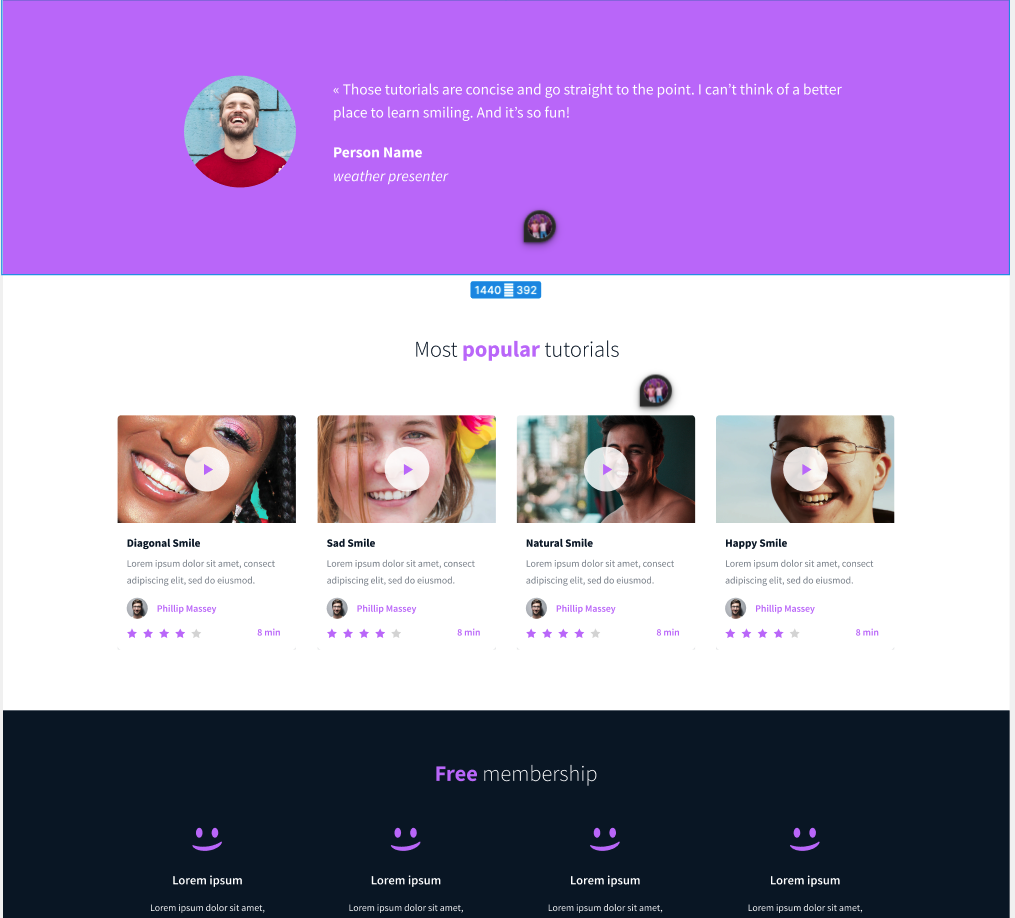 « Those tutorials are concise and go straight to the point. I can’t think of a better
place to learn smiling. And it’s so fun!
Person Name
weather presenter
1440 392
Most popular tutorials
Diagonal Smile
Lorem ipsum dolor sit amet, consect
adipiscing elit, sed do eiusmod.
Phillip Massey
8 min
Sad Smile
Lorem ipsum dolor sit amet, consect
adipiscing elit, sed do eiusmod.
Phillip Massey
8 min
Natural Smile
Lorem ipsum dolor sit amet, consect
adipiscing elit, sed do eiusmod.
Phillip Massey
8 min
Happy Smile
Lorem ipsum dolor sit amet, consect
adipiscing elit, sed do eiusmod.
Phillip Massey
8 min
Free membership
Lorem ipsum
Lorem ipsum dolor sit amet,
Lorem ipsum
Lorem ipsum dolor sit amet,
Lorem ipsum
Lorem ipsum dolor sit amet,
Lorem ipsum
Lorem ipsum dolor sit amet,